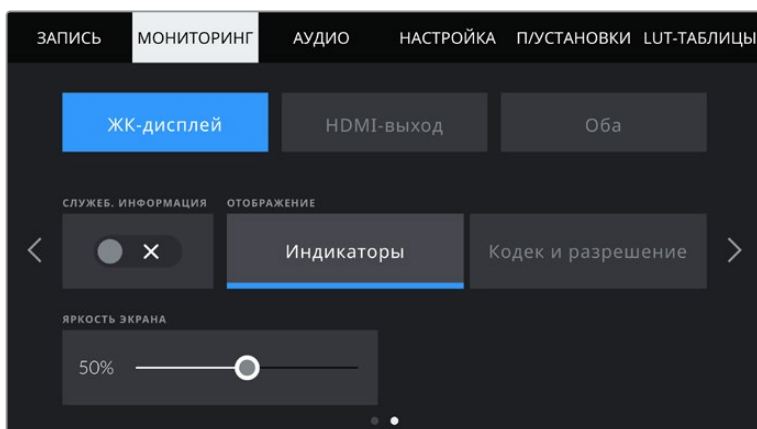 ЗАПИСЬ МОНИТОРИНГ АУДИО НАСТРОЙКА П/УСТАНОВКИ LUT-ТАБЛИЦЫ
ЖК-дисплей HDMI-выход Оба
СЛУЖЕБ. ИНФОРМАЦИЯ ОТОБРАЖЕНИЕ
Индикаторы Кодек и разрешение
ЯРКОСТЬ ЭКРАНА
50%